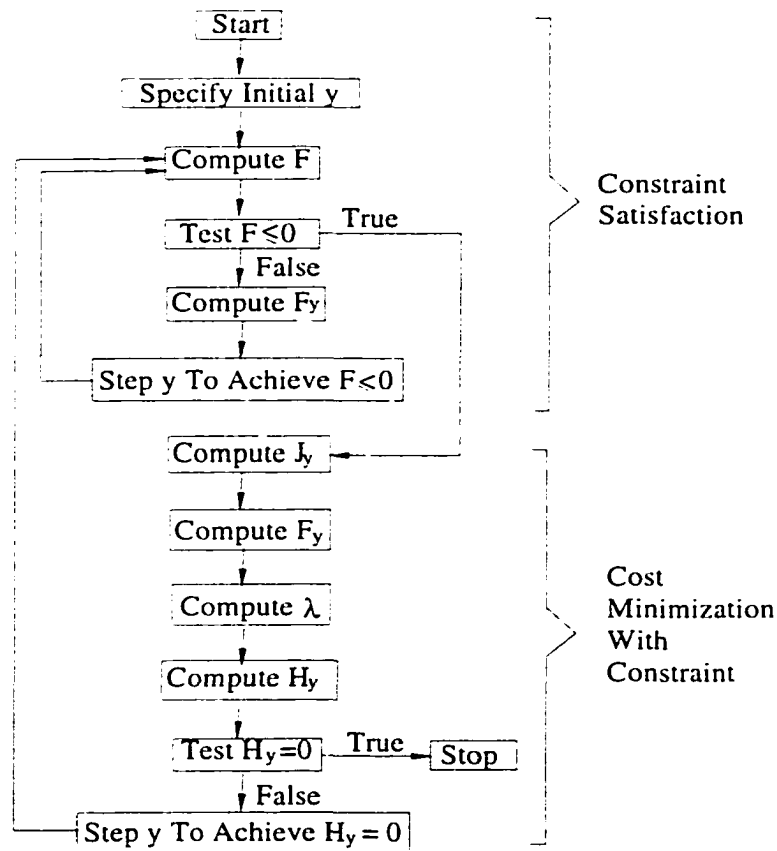 Start
Specify Initial y
Compute F
Test F≤0
True
False
Compute Fy
Step y To Achieve F<0
Constraint
Satisfaction
Compute Jy
Compute Fy
Compute λ
Compute Hy
Test Hy=0
True
Stop
False
Step y To Achieve Hy = 0
Cost
Minimization
With
Constraint